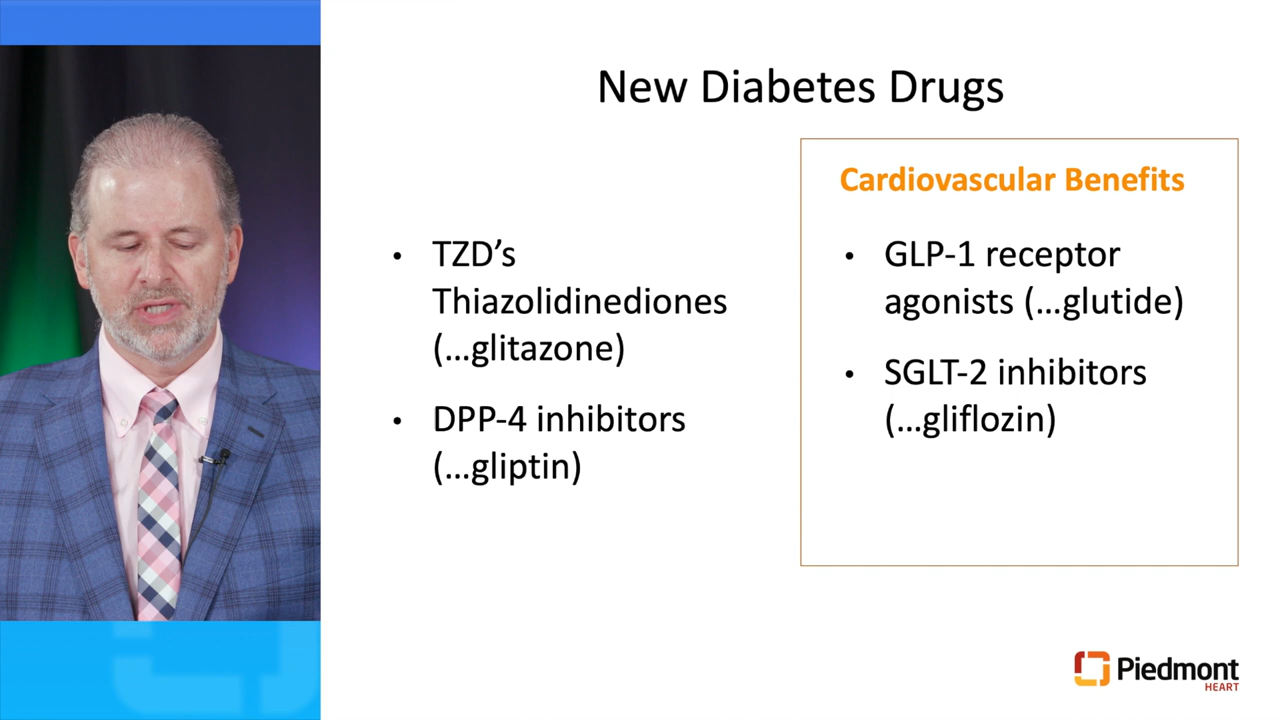 New Diabetes Drugs
• TZD’s
Thiazolidinediones
(...glitazone)
• DPP-4 inhibitors
(...gliptin)
Cardiovascular Benefits
• GLP-1 receptor
agonists (...glutide)
• SGLT-2 inhibitors
(...gliflozin)
Piedmont
HEART